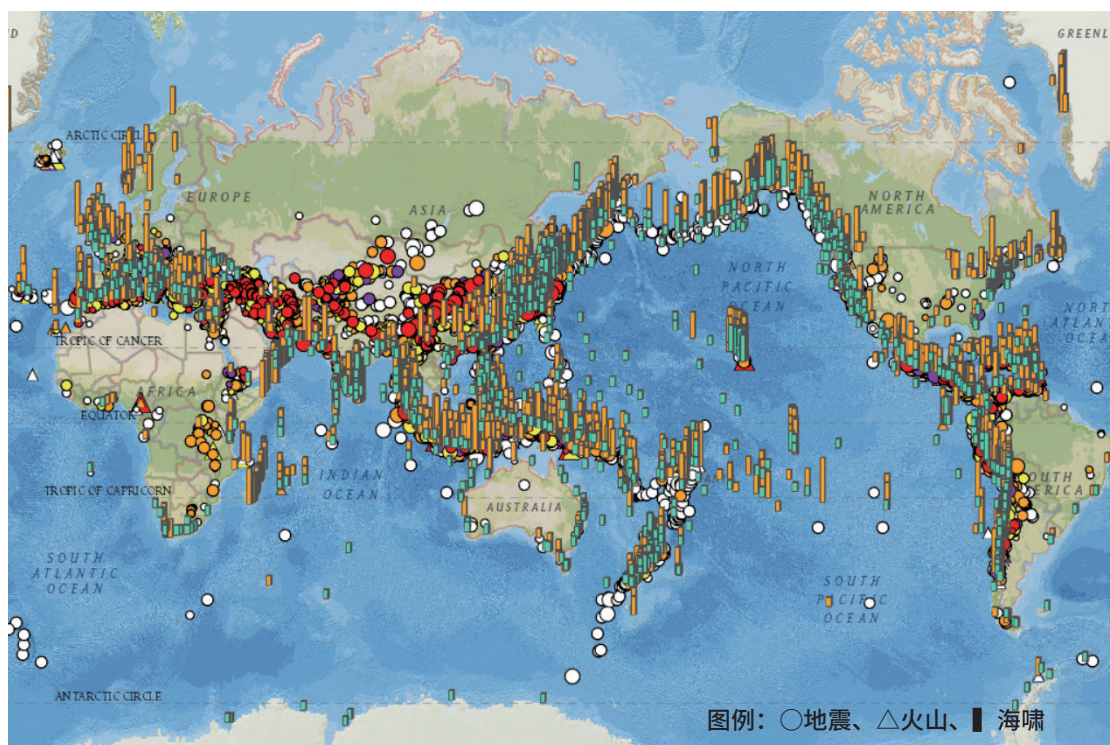 D
GREENL
ARCTIC CIRCLE
EUROPE
ASIA
NORTH
AMERICA
NORTH
PACIFIC
OCEAN
NORT
ATLANTI
OCEA
TROPIC OF CANCER
AFRICA
EQUATOR
INDIAN
OCEAN
TROPIC OF CAPRICORN
AUSTRALIA
SOUTH
AMERICA
SOUTH
ATLANTIC
OCEAN
SOUTH
PACIFIC
OCEAN
ANTARCTIC CIRCLE
图例：○地震、△火山、▮ 海啸